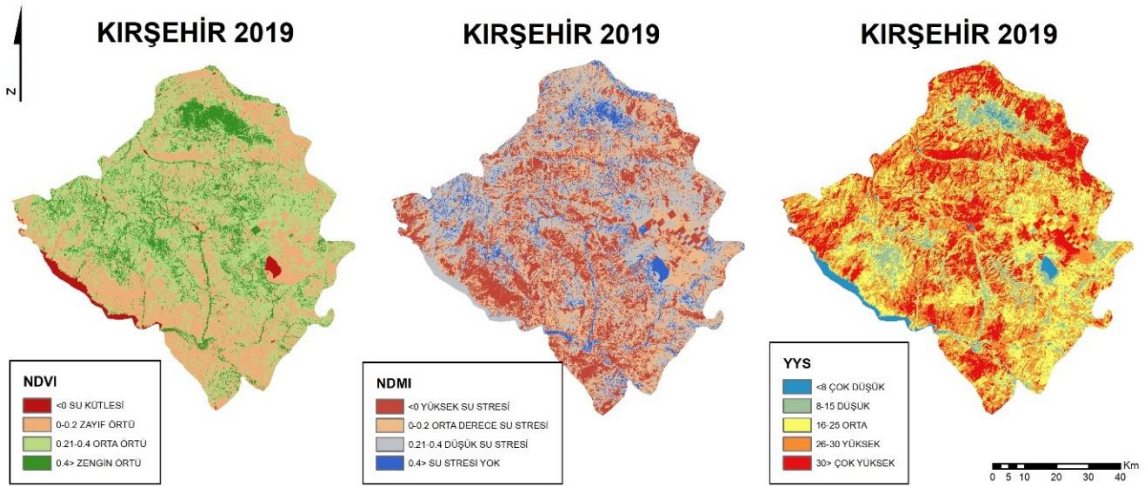 KIRŞEHİR 2019
KIRŞEHİR 2019
KIRŞEHİR 2019
N
NDVI
<0 SU KÜTLESİ
0-0.2 ZAYIF ÖRTÜ
0.21-0.4 ORTA ÖRTÜ
0.4> ZENGİN ÖRTÜ
NDMI
<0 YÜKSEK SU STRESİ
0-0.2 ORTA DERECE SU STRESİ
0.21-0.4 DÜŞÜK SU STRESİ
0.4> SU STRESİ YOK
YYS
<8 ÇOK DÜŞÜK
8-15 DÜŞÜK
16-25 ORTA
26-30 YÜKSEK
30> ÇOK YÜKSEK
Km
0 5 10 20 30 40